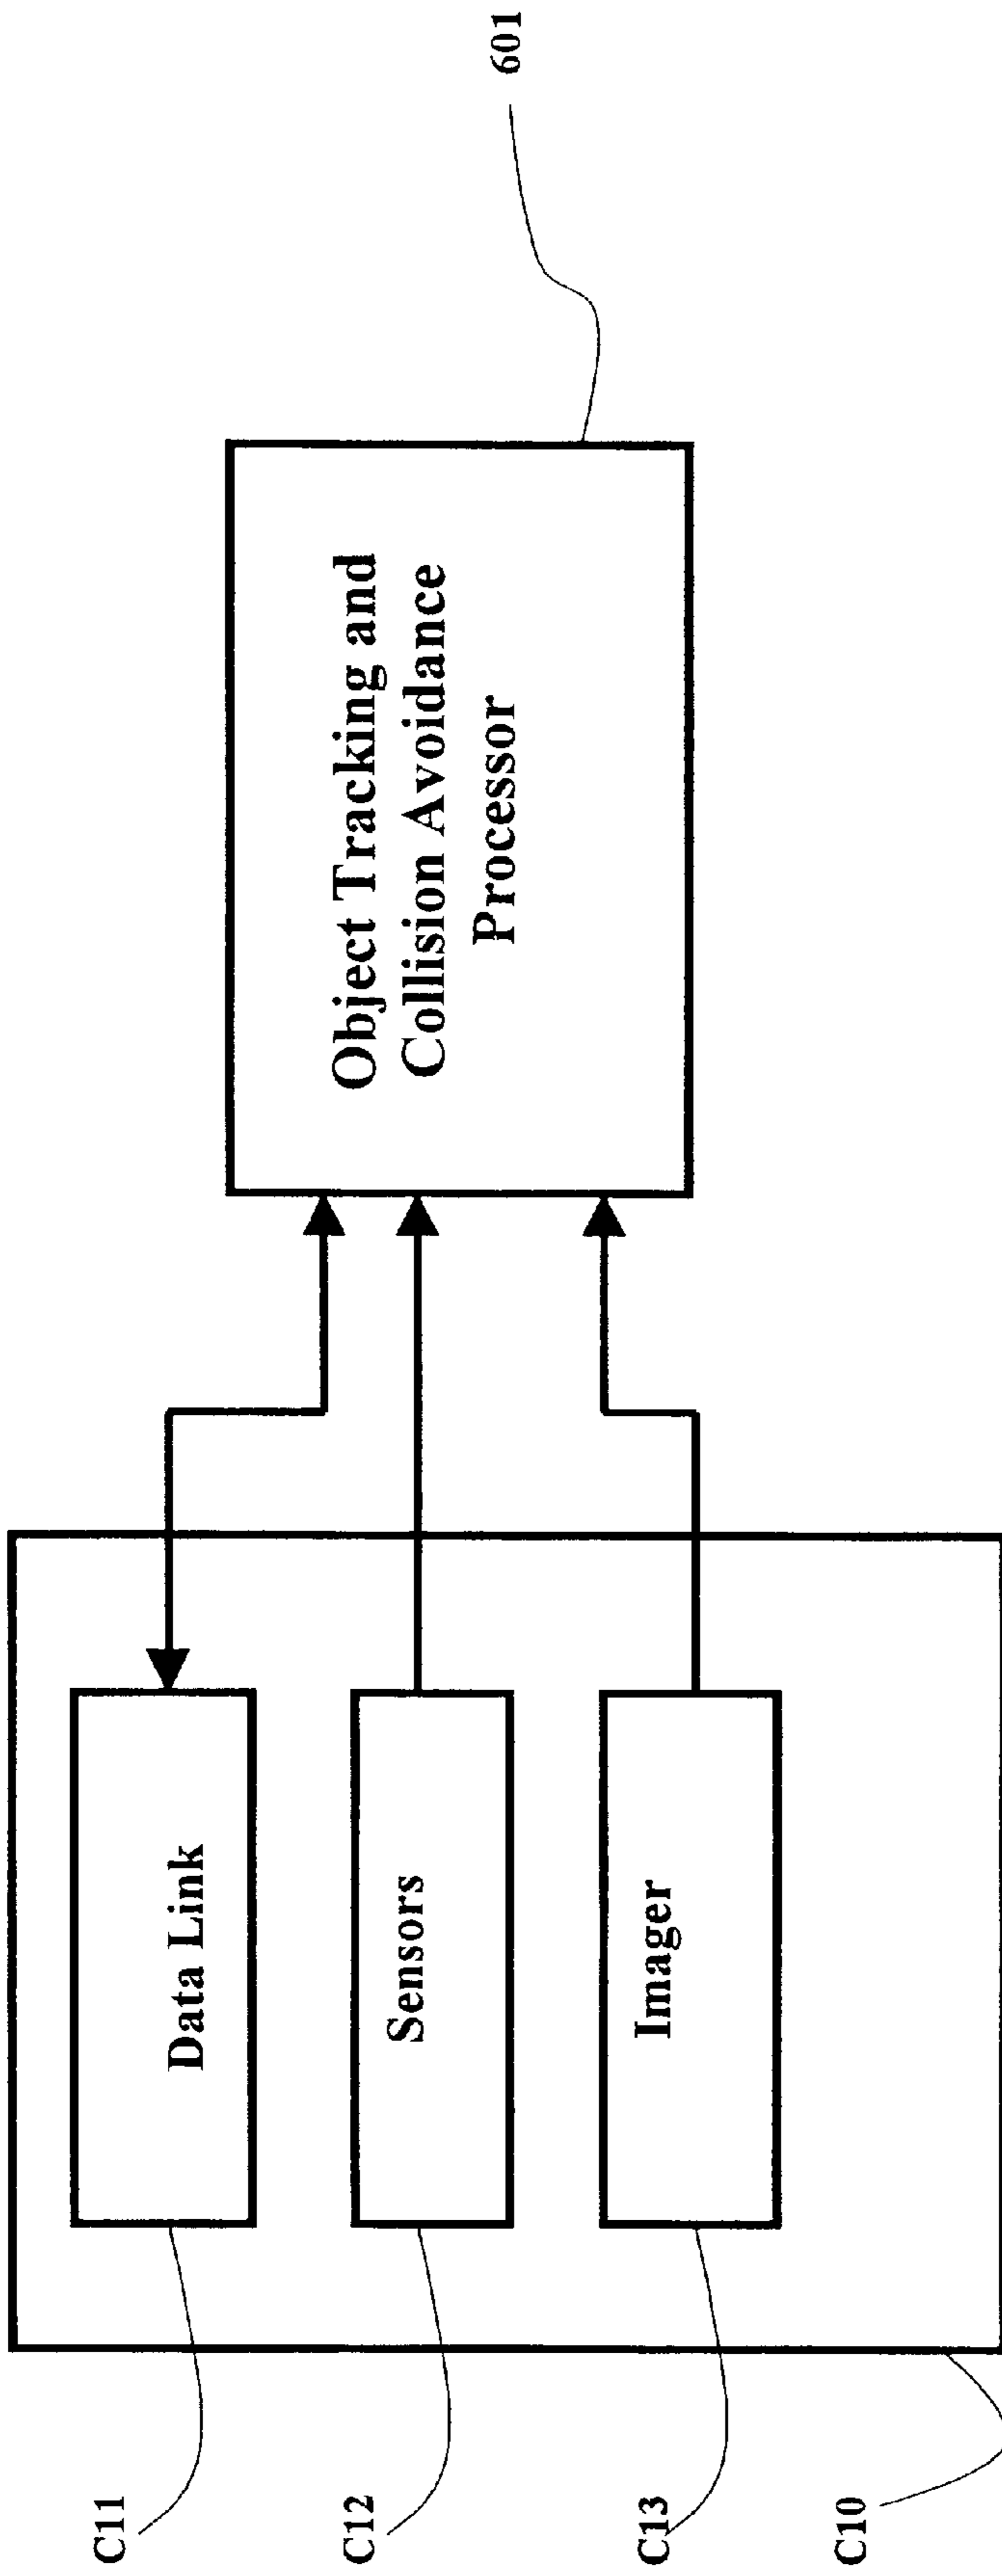 C11
Data Link
C12
Sensors
C13
Imager
C10
Object Tracking and
Collision Avoidance
Processor
601